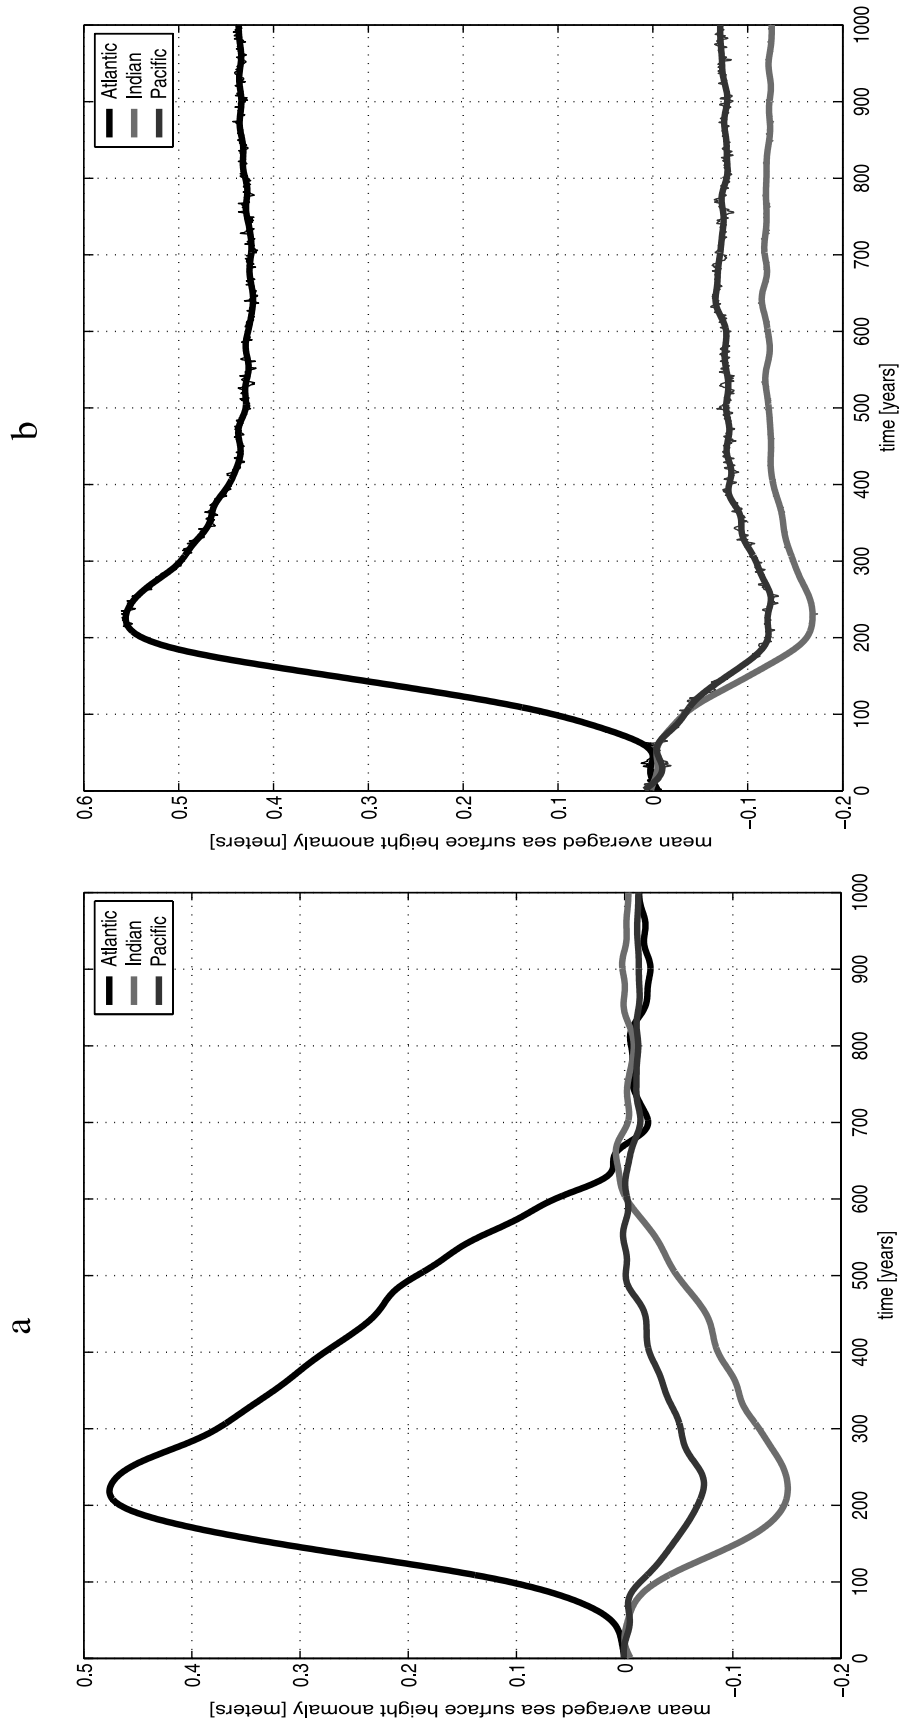 a
Atlantic
Indian
Pacific
0.5
0.4
0.3
0.2
0.1
0
−0.1
−0.2
mean averaged sea surface height anomaly [meters]
0 100 200 300 400 500 600 700 800 900 1000
time [years]
b
Atlantic
Indian
Pacific
0.6
0.5
0.4
0.3
0.2
0.1
0
−0.1
−0.2
mean averaged sea surface height anomaly [meters]
0 100 200 300 400 500 600 700 800 900 1000
time [years]